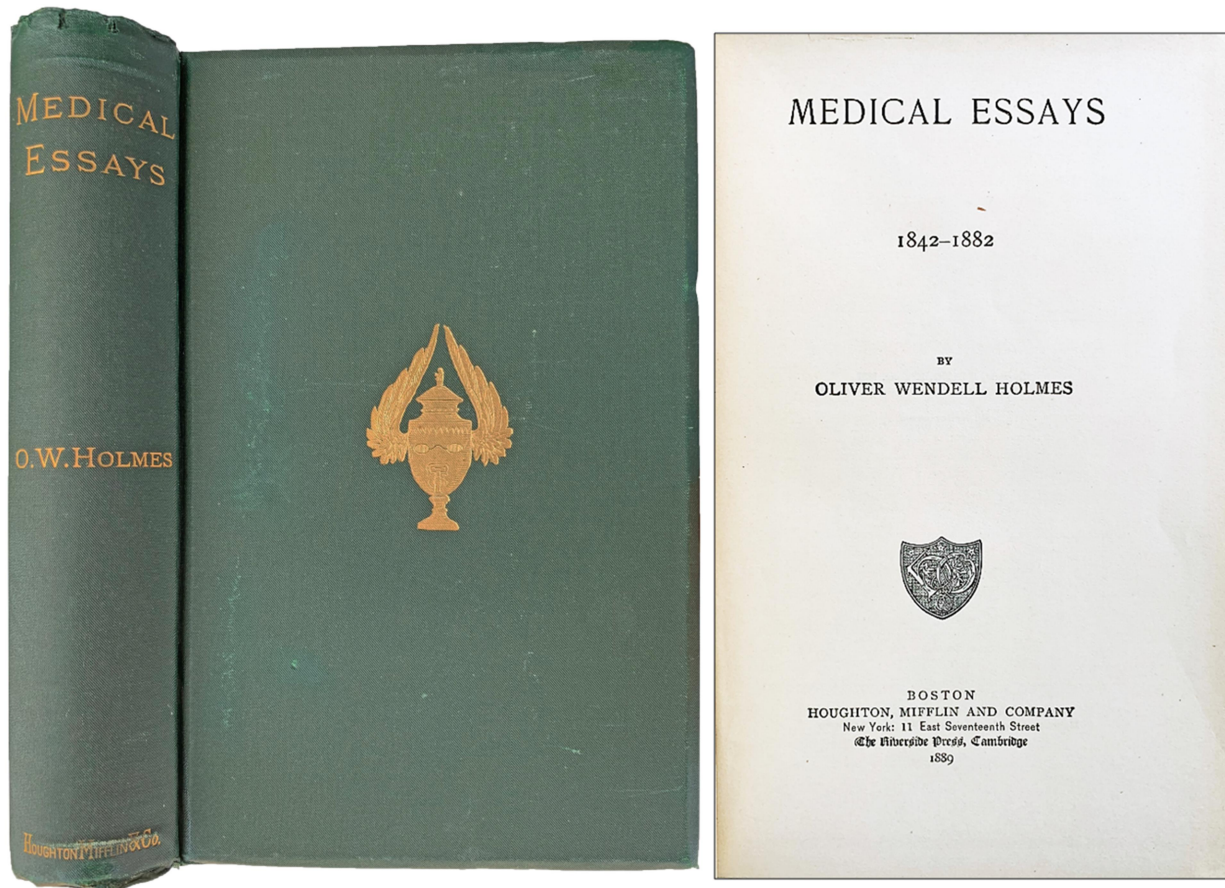 MEDICAL
ESSAYS
O.W.HOLMES
HOUGHTON MIFFLIN & CO.
MEDICAL ESSAYS
1842–1882
BY
OLIVER WENDELL HOLMES
BOSTON
HOUGHTON, MIFFLIN AND COMPANY
New York: 11 East Seventeenth Street
The Riverside Press, Cambridge
1889